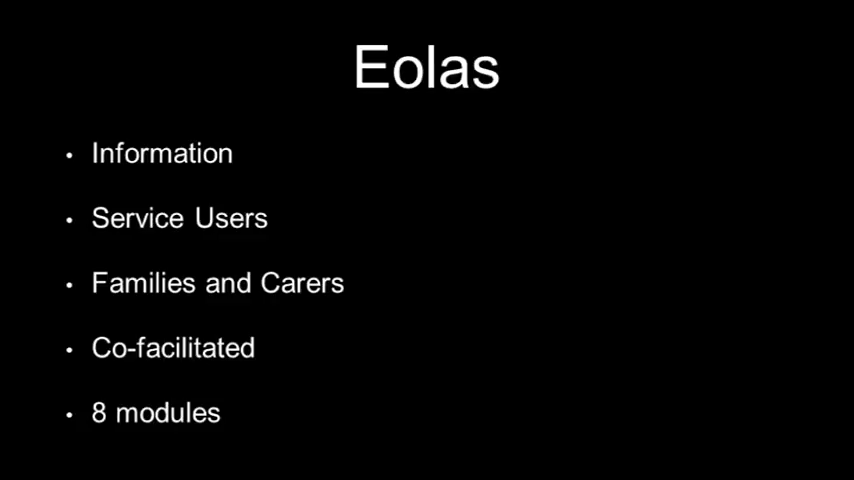 Eolas
• Information
• Service Users
• Families and Carers
• Co-facilitated
• 8 modules